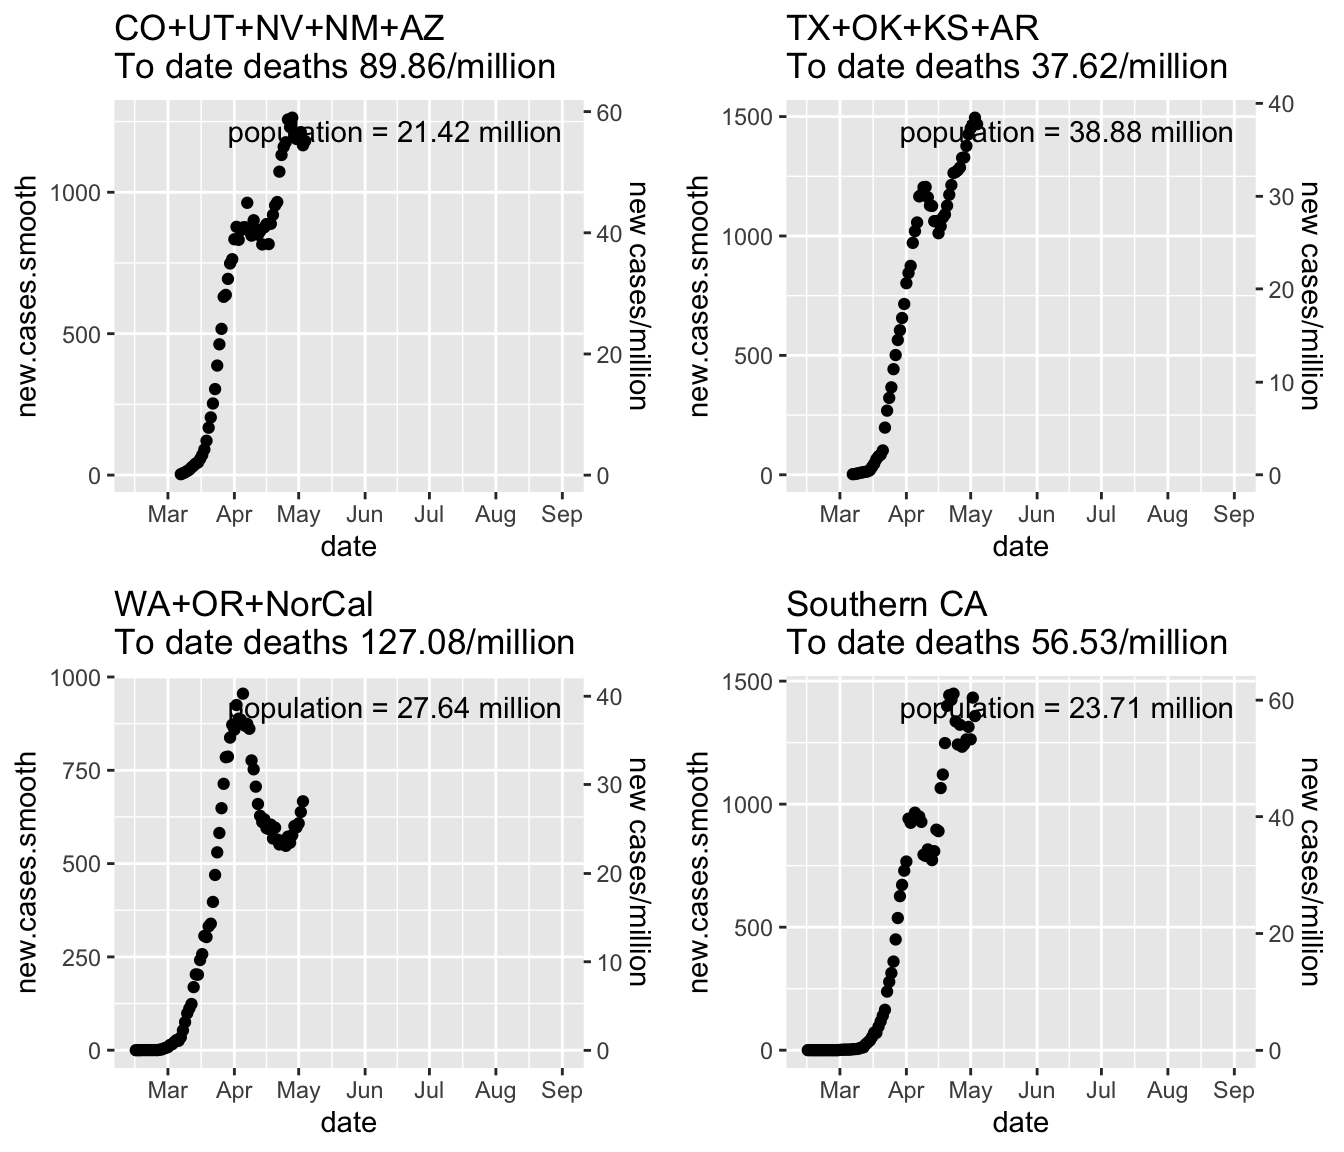 CO+UT+NV+NM+AZ
To date deaths 89.86/million
population = 21.42 million
1000
500
0
60
40
20
0
new.cases.smooth
new cases/million
Mar Apr May Jun Jul Aug Sep
date
TX+OK+KS+AR
To date deaths 37.62/million
population = 38.88 million
1500
1000
500
0
40
30
20
10
0
new.cases.smooth
new cases/million
Mar Apr May Jun Jul Aug Sep
date
WA+OR+NorCal
To date deaths 127.08/million
population = 27.64 million
1000
750
500
250
0
40
30
20
10
0
new.cases.smooth
new cases/million
Mar Apr May Jun Jul Aug Sep
date
Southern CA
To date deaths 56.53/million
population = 23.71 million
1500
1000
500
0
60
40
20
0
new.cases.smooth
new cases/million
Mar Apr May Jun Jul Aug Sep
date